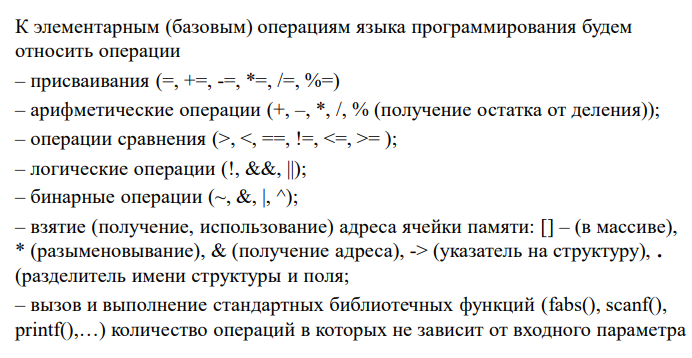 К элементарным (базовым) операциям языка программирования будем
относить операции
– присваивания (=, +=, -=, *=, /=, %=)
– арифметические операции (+, –, *, /, % (получение остатка от деления));
– операции сравнения (>, <, ==, !=, <=, >= );
– логические операции (!, &&, ||);
– бинарные операции (~, &, |, ^);
– взятие (получение, использование) адреса ячейки памяти: [] – (в массиве),
* (разыменовывание), & (получение адреса), -> (указатель на структуру), .
(разделитель имени структуры и поля;
– вызов и выполнение стандартных библиотечных функций (fabs(), scanf(),
printf(),…) количество операций в которых не зависит от входного параметра